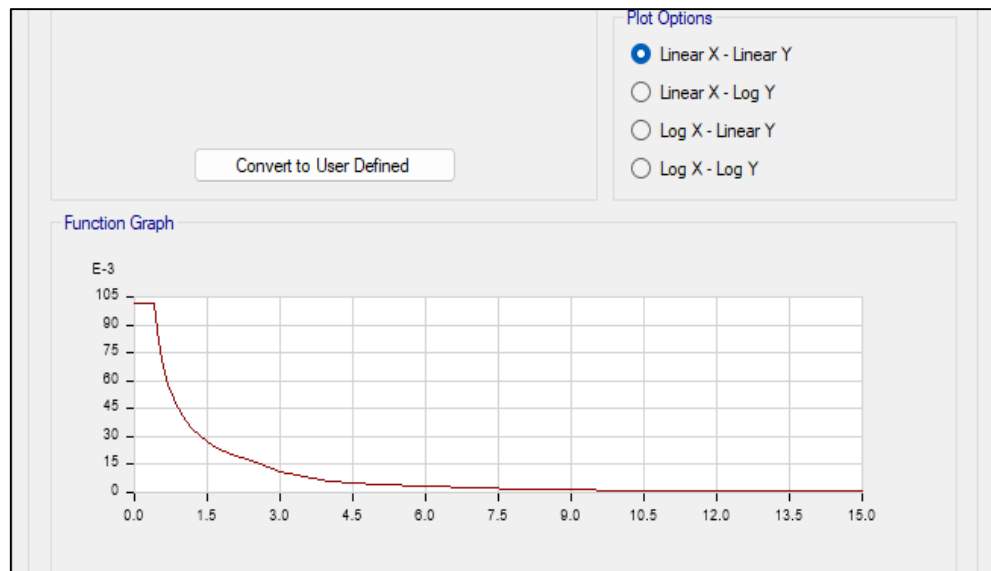 Plot Options
Linear X - Linear Y
Linear X - Log Y
Log X - Linear Y
Log X - Log Y
Convert to User Defined
Function Graph
E-3
105
90
75
60
45
30
15
0
0.0 1.5 3.0 4.5 6.0 7.5 9.0 10.5 12.0 13.5 15.0